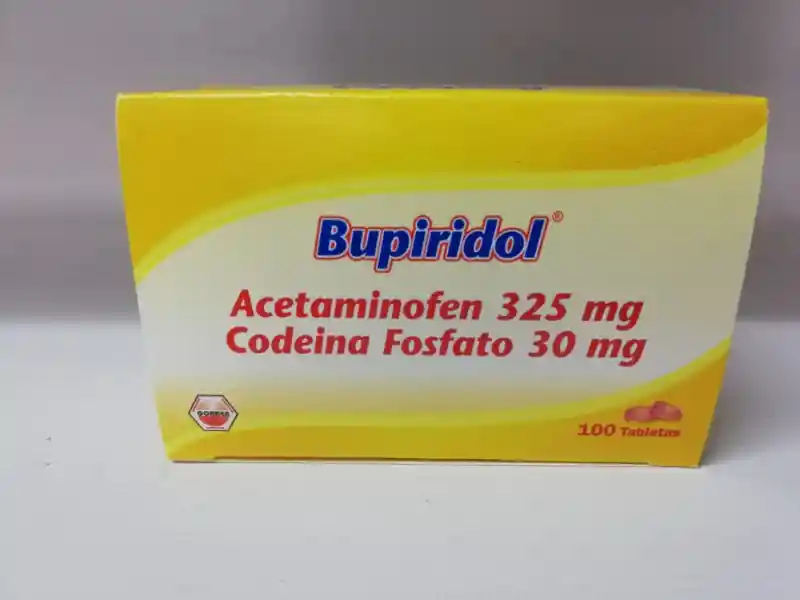 Bupiridol®
Acetaminofen 325 mg
Codeina Fosfato 30 mg
100 Tabletas